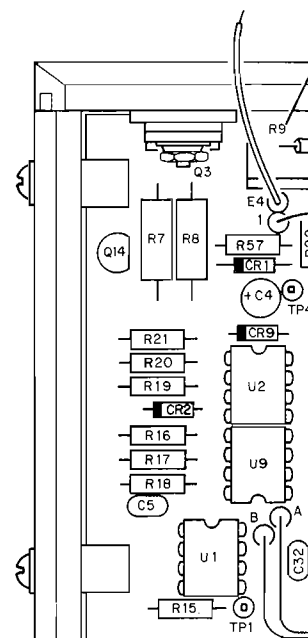 R9
Q3
E4
1
Q14
R7
R8
R57
CR1
+C4
TP4
R21
CR9
R20
R19
U2
CR2
R16
R17
U9
R18
C5
B
A
U1
C32
R15
TP1